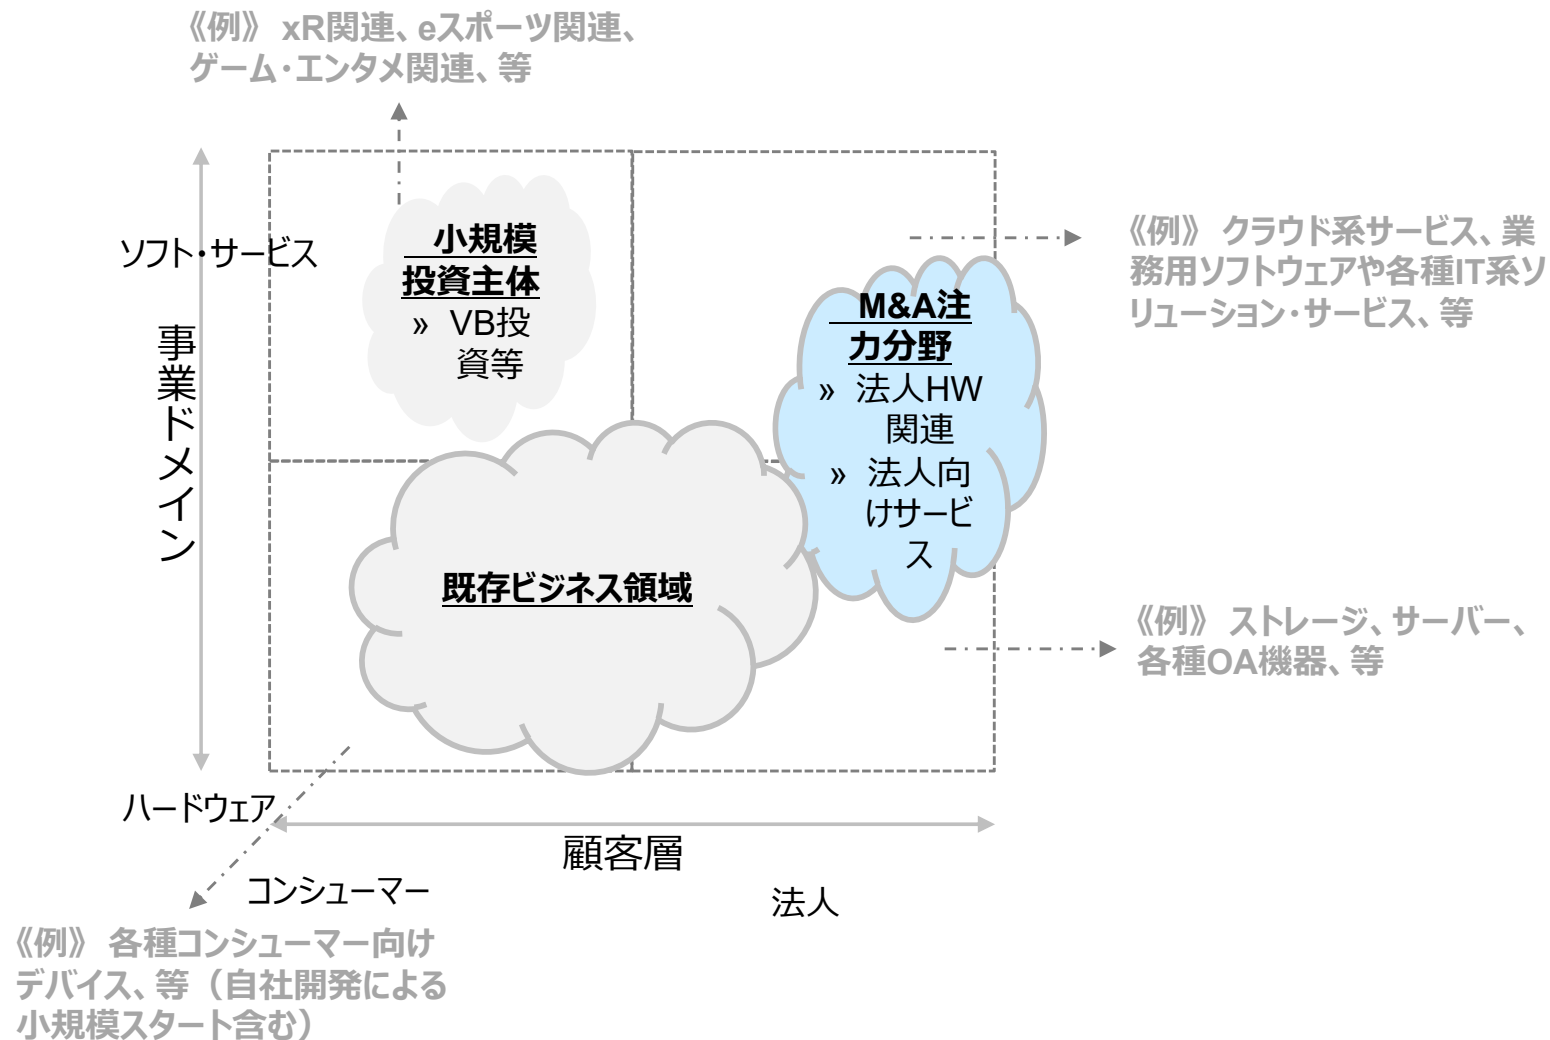 《例》 xR関連、eスポーツ関連、
ゲーム・エンタメ関連、等
ソフト・サービス
小規模
投資主体
» VB投
資等
《例》 クラウド系サービス、業
務用ソフトウェアや各種IT系ソ
リューション・サービス、等
M&A注
力分野
» 法人HW
関連
» 法人向
けサービ
ス
事業ドメイン
既存ビジネス領域
《例》 ストレージ、サーバー、
各種OA機器、等
ハードウェア
顧客層
コンシューマー
法人
《例》 各種コンシューマー向け
デバイス、等（自社開発による
小規模スタート含む）